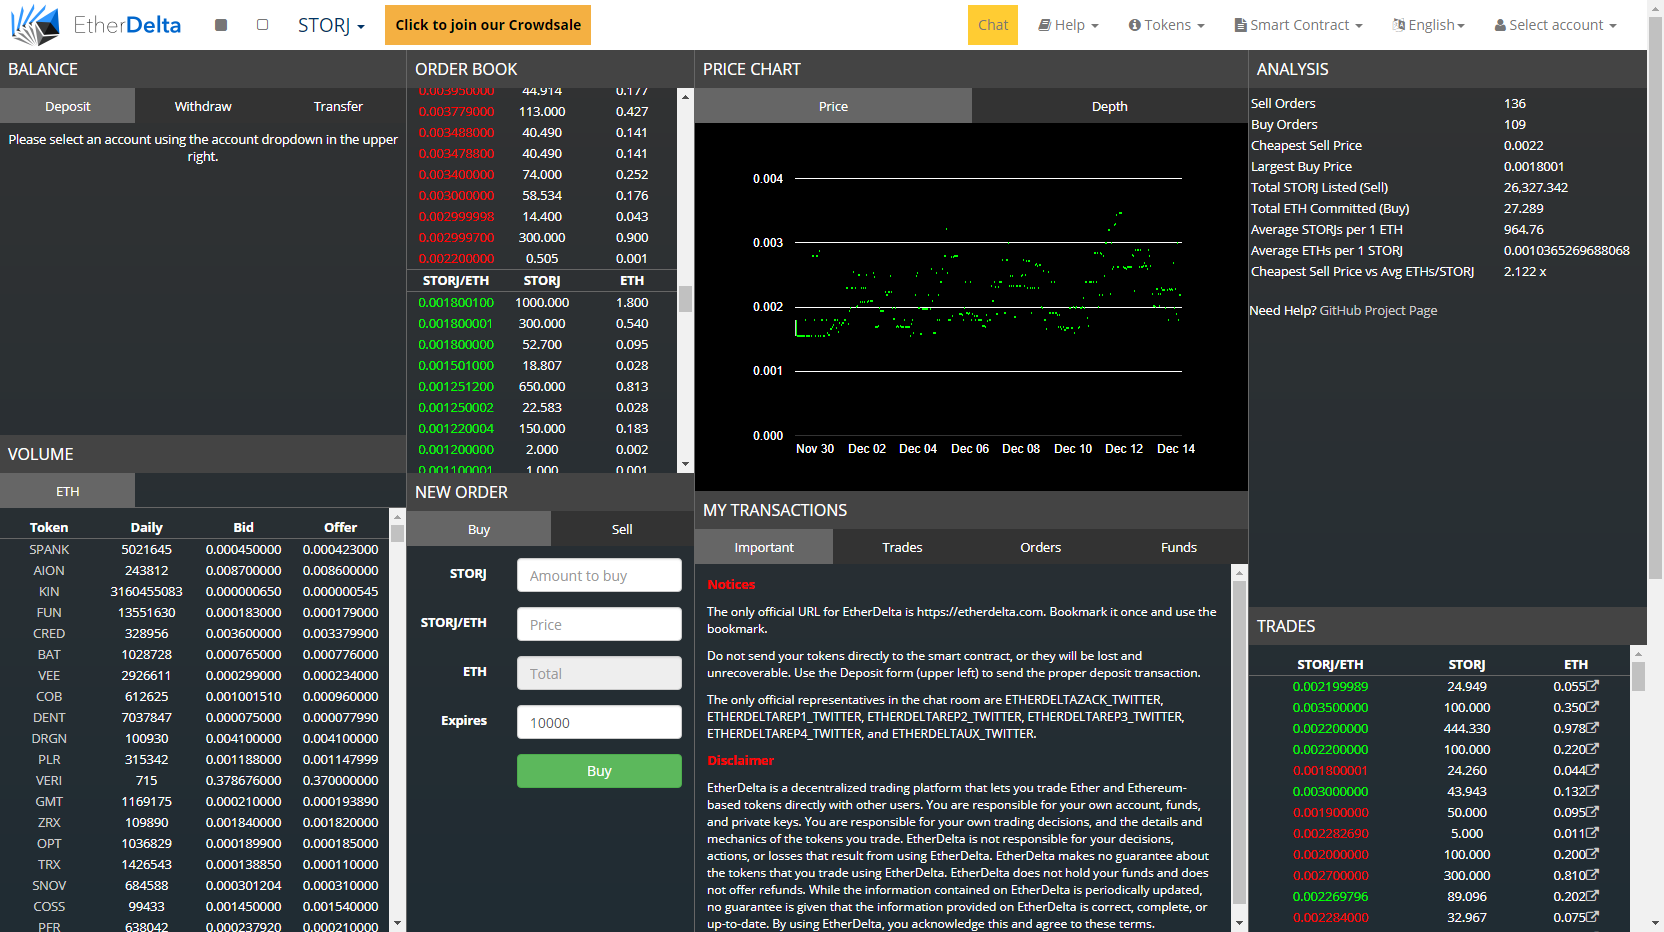 EtherDelta
STORJ
Click to join our Crowdsale
Chat
Help
Tokens
Smart Contract
English
Select account
BALANCE
Deposit Withdraw Transfer
Please select an account using the account dropdown in the upper
right.
VOLUME
ETH
Token Daily Bid Offer
SPANK 5021645 0.000450000 0.000423000
AION 243812 0.008700000 0.008600000
KIN 3160455083 0.000000650 0.000000545
FUN 13551630 0.000183000 0.000179000
CRED 328956 0.003600000 0.003379900
BAT 1028728 0.000765000 0.000776000
VEE 2926611 0.000299000 0.000234000
COB 612625 0.001001510 0.000960000
DENT 7037847 0.000075000 0.000077990
DRGN 100930 0.004100000 0.004100000
PLR 315342 0.001188000 0.001147999
VERI 715 0.378676000 0.370000000
GMT 1169175 0.000210000 0.000193890
ZRX 109890 0.001840000 0.001820000
OPT 1036829 0.000189900 0.000185000
TRX 1426543 0.000138850 0.000110000
SNOV 684588 0.000301204 0.000310000
COSS 99433 0.001450000 0.001540000
PFR 638042 0.000237920 0.000210000
ORDER BOOK
0.003950000 44.914 0.177
0.003779000 113.000 0.427
0.003488000 40.490 0.141
0.003478800 40.490 0.141
0.003400000 74.000 0.252
0.003000000 58.534 0.176
0.002999998 14.400 0.043
0.002999700 300.000 0.900
0.002200000 0.505 0.001
STORJ/ETH STORJ ETH
0.001800100 1000.000 1.800
0.001800001 300.000 0.540
0.001800000 52.700 0.095
0.001501000 18.807 0.028
0.001251200 650.000 0.813
0.001250002 22.583 0.028
0.001220004 150.000 0.183
0.001200000 2.000 0.002
0.001100001 1.000 0.001
NEW ORDER
Buy Sell
STORJ Amount to buy
STORJ/ETH Price
ETH Total
Expires 10000
Buy
PRICE CHART
Price Depth
0.004
0.003
0.002
0.001
0.000
Nov 30 Dec 02 Dec 04 Dec 06 Dec 08 Dec 10 Dec 12 Dec 14
MY TRANSACTIONS
Important Trades Orders Funds
Notices
The only official URL for EtherDelta is https://etherdelta.com. Bookmark it once and use the
bookmark.
Do not send your tokens directly to the smart contract, or they will be lost and
unrecoverable. Use the Deposit form (upper left) to send the proper deposit transaction.
The only official representatives in the chat room are ETHERDELTAZACK_TWITTER,
ETHERDELTAREP1_TWITTER, ETHERDELTAREP2_TWITTER, ETHERDELTAREP3_TWITTER,
ETHERDELTAREP4_TWITTER, and ETHERDELTAUX_TWITTER.
Disclaimer
EtherDelta is a decentralized trading platform that lets you trade Ether and Ethereum-
based tokens directly with other users. You are responsible for your own account, funds,
and private keys. You are responsible for your own trading decisions, and the details and
mechanics of the tokens you trade. EtherDelta is not responsible for your decisions,
actions, or losses that result from using EtherDelta. EtherDelta makes no guarantee about
the tokens that you trade using EtherDelta. EtherDelta does not hold your funds and does
not offer refunds. While the information contained on EtherDelta is periodically updated,
no guarantee is given that the information provided on EtherDelta is correct, complete, or
up-to-date. By using EtherDelta, you acknowledge this and agree to these terms.
ANALYSIS
Sell Orders 136
Buy Orders 109
Cheapest Sell Price 0.0022
Largest Buy Price 0.0018001
Total STORJ Listed (Sell) 26,327.342
Total ETH Committed (Buy) 27.289
Average STORJs per 1 ETH 964.76
Average ETHs per 1 STORJ 0.0010365269688068
Cheapest Sell Price vs Avg ETHs/STORJ 2.122 x
Need Help? GitHub Project Page
TRADES
STORJ/ETH STORJ ETH
0.002199989 24.949 0.055
0.003500000 100.000 0.350
0.002200000 444.330 0.978
0.002200000 100.000 0.220
0.001800001 24.260 0.044
0.003000000 43.943 0.132
0.001900000 50.000 0.095
0.002282690 5.000 0.011
0.002000000 100.000 0.200
0.002700000 300.000 0.810
0.002269796 89.096 0.202
0.002284000 32.967 0.075